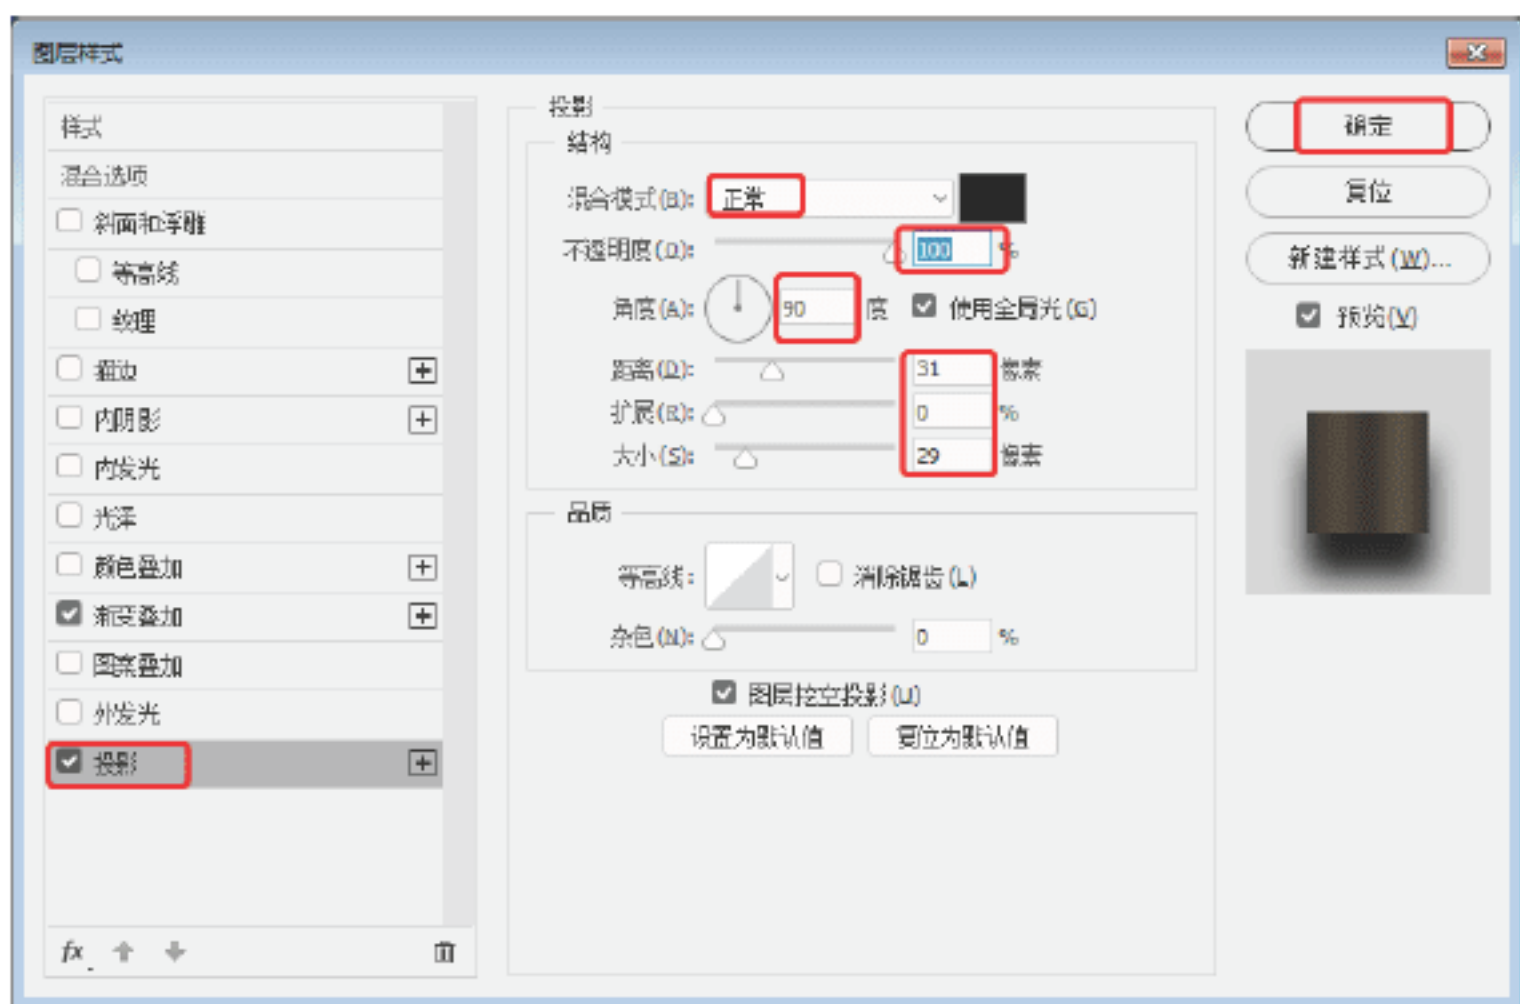 图层样式
样式
混合选项
斜面和浮雕
等高线
纹理
描边
内阴影
内发光
光泽
颜色叠加
渐变叠加
图案叠加
外发光
投影
fx
投影
结构
混合模式(B): 正常
不透明度(O): 100 %
角度(A): 90 度 使用全局光(G)
距离(D): 31 像素
扩展(R): 0 %
大小(S): 29 像素
品质
等高线: 消除锯齿(L)
杂色(N): 0 %
图层挖空投影(U)
设置为默认值 复位为默认值
确定
复位
新建样式(W)...
预览(V)